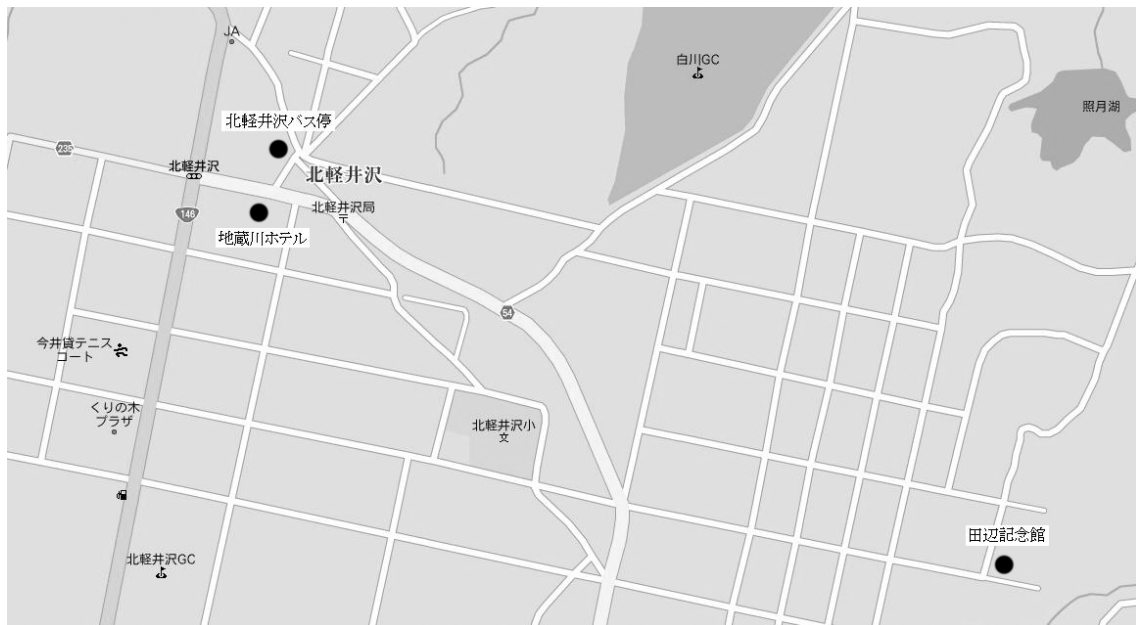 JA
白川GC
照月湖
北軽井沢バス停
235
北軽井沢
北軽井沢
146
北軽井沢局
地蔵川ホテル
54
今井貸テニス
コート
くりの木
プラザ
北軽井沢小
文
田辺記念館
北軽井沢GC